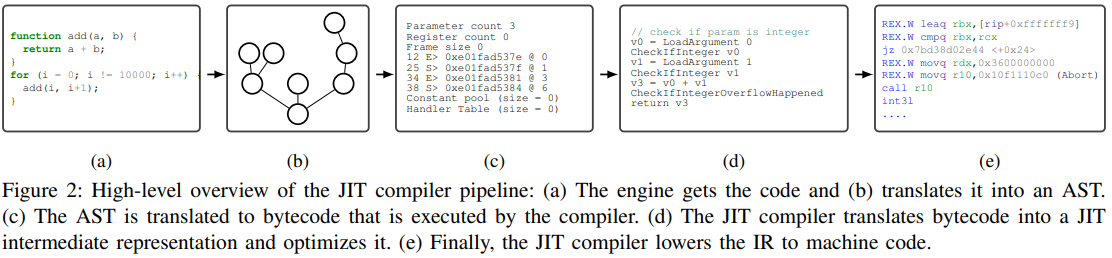 function add(a, b) {
return a + b;
}
for (i = 0; i != 10000; i++) {
add(i, i+1);
}
Parameter count 3
Register count 0
Frame size 0
12 E> 0xe01fad537e @ 0
25 S> 0xe01fad537f @ 1
34 E> 0xe01fad5381 @ 3
38 S> 0xe01fad5384 @ 6
Constant pool (size = 0)
Handler Table (size = 0)
// check if param is integer
v0 = LoadArgument 0
CheckIfInteger v0
v1 = LoadArgument 1
CheckIfInteger v1
v3 = v0 + v1
CheckIfIntegerOverflowHappened
return v3
REX.W leaq rbx,[rip+0xfffffff9]
REX.W cmpq rbx,rcx
jz 0x7bd38d02e44 <+0x24>
REX.W movq rdx,0x3600000000
REX.W movq r10,0x10f1110c0 (Abort)
call r10
int3l
....
(a)
(b)
(c)
(d)
(e)
Figure 2: High-level overview of the JIT compiler pipeline: (a) The engine gets the code and (b) translates it into an AST.
(c) The AST is translated to bytecode that is executed by the compiler. (d) The JIT compiler translates bytecode into a JIT
intermediate representation and optimizes it. (e) Finally, the JIT compiler lowers the IR to machine code.